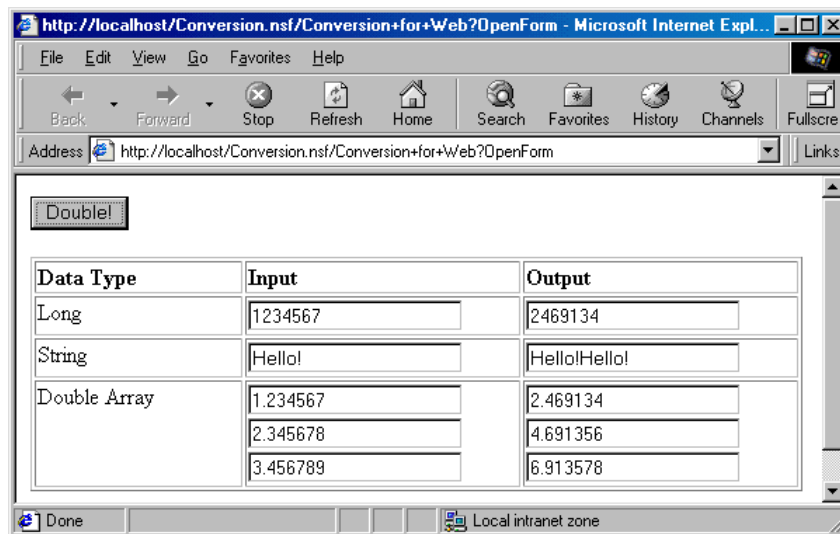 http://localhost/Conversion.nsf/Conversion+for+Web?OpenForm - Microsoft Internet Expl...
File Edit View Go Favorites Help
Back Forward Stop Refresh Home Search Favorites History Channels Fullscre
Address http://localhost/Conversion.nsf/Conversion+for+Web?OpenForm Links
Double!
Data Type Input Output
Long 1234567 2469134
String Hello! Hello!Hello!
Double Array 1.234567 2.469134
2.345678 4.691356
3.456789 6.913578
Done Local intranet zone